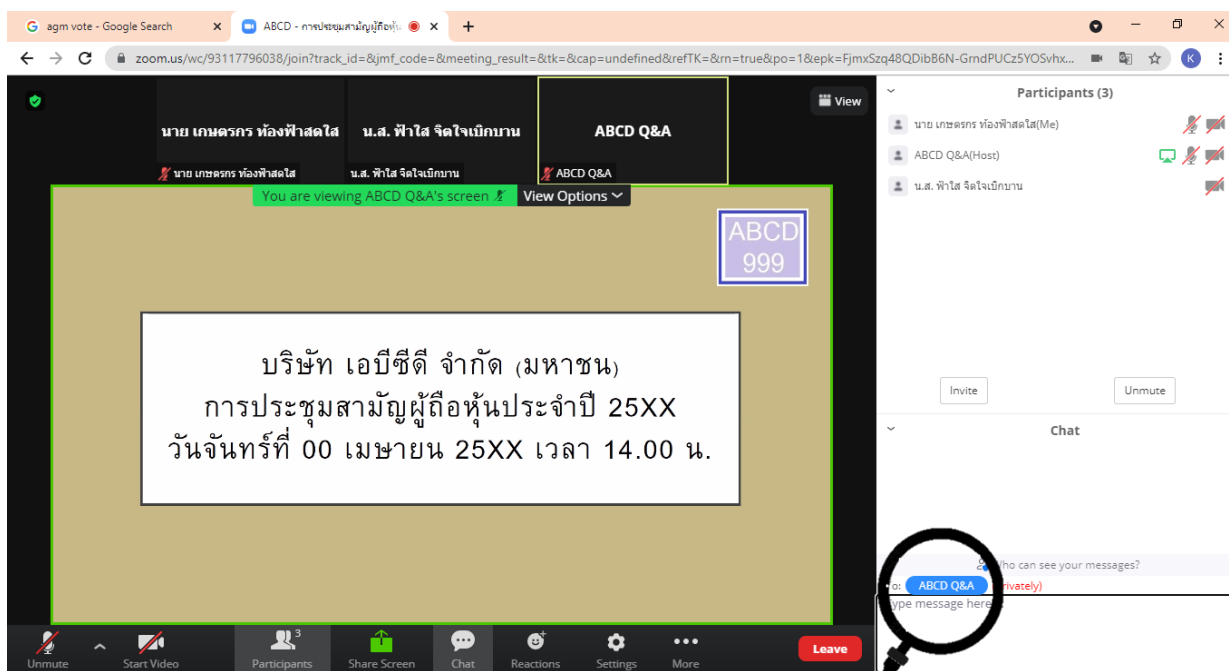 agm vote - Google Search
ABCD - การประชุมสามัญผู้ถือหุ้น
zoom.us/wc/93117796038/join?track_id=&jmf_code=&meeting_result=&tk=&cap=undefined&refTK=&rn=true&po=1&epk=FjmxSzq48QDibB6N-GrndPUCz5YOSvhx...
K
นาย เกษตรกร ท้องฟ้าสดใส
น.ส. ฟ้าใส จิตใจเบิกบาน
ABCD Q&A
View
นาย เกษตรกร ท้องฟ้าสดใส
น.ส. ฟ้าใส จิตใจเบิกบาน
ABCD Q&A
You are viewing ABCD Q&A's screen
View Options
ABCD
999
บริษัท เอบีซีดี จำกัด (มหาชน)
การประชุมสามัญผู้ถือหุ้นประจำปี 25XX
วันจันทร์ที่ 00 เมษายน 25XX เวลา 14.00 น.
Unmute
Start Video
3
Participants
Share Screen
Chat
Reactions
Settings
More
Leave
Participants (3)
นาย เกษตรกร ท้องฟ้าสดใส(Me)
ABCD Q&A(Host)
น.ส. ฟ้าใส จิตใจเบิกบาน
Invite
Unmute
Chat
Who can see your messages?
To: ABCD Q&A (Privately)
Type message here